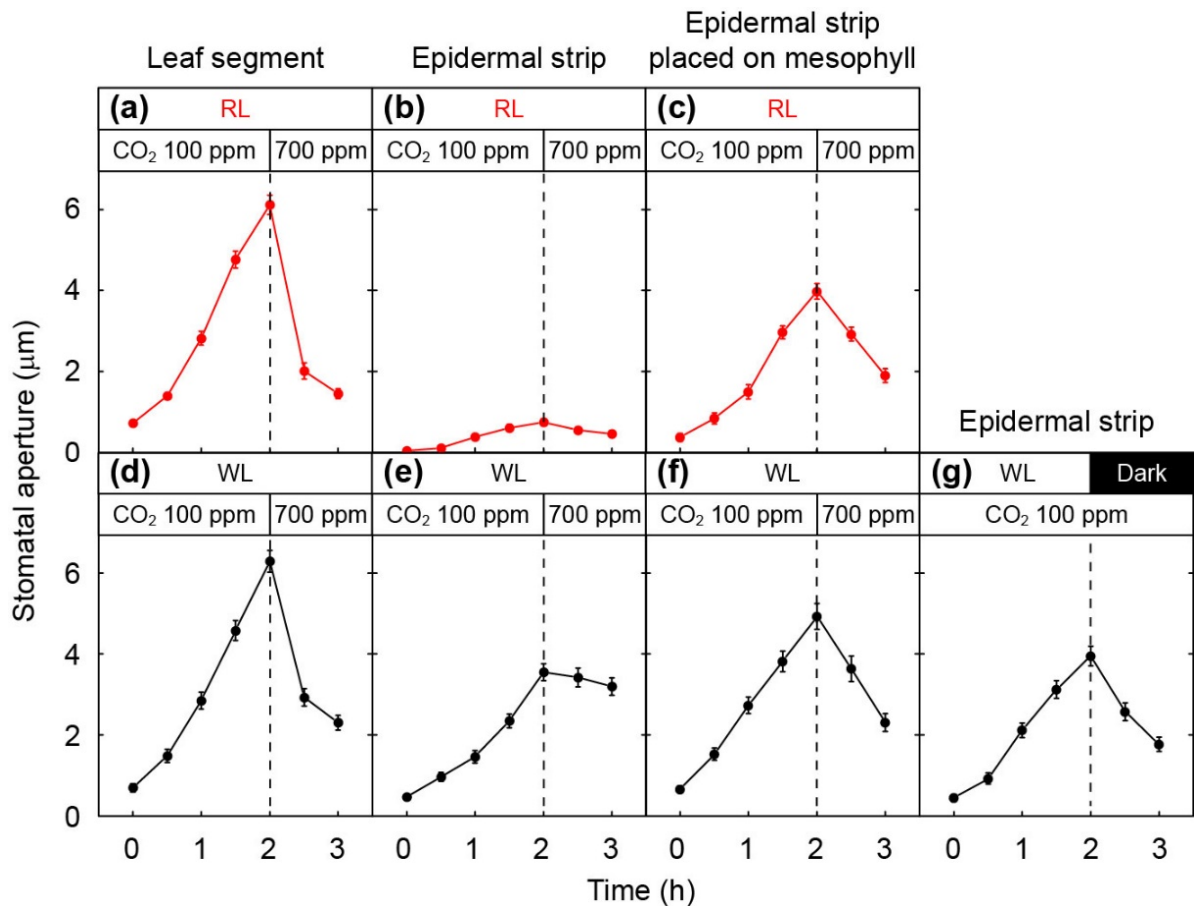 Leaf segment
Epidermal strip
Epidermal strip
placed on mesophyll
(a) RL
CO₂ 100 ppm 700 ppm
(b) RL
CO₂ 100 ppm 700 ppm
(c) RL
CO₂ 100 ppm 700 ppm
6
4
2
0
Epidermal strip
(d) WL
CO₂ 100 ppm 700 ppm
(e) WL
CO₂ 100 ppm 700 ppm
(f) WL
CO₂ 100 ppm 700 ppm
(g) WL Dark
CO₂ 100 ppm
6
4
2
0
Stomatal aperture (μm)
0 1 2 3
0 1 2 3
0 1 2 3
0 1 2 3
Time (h)